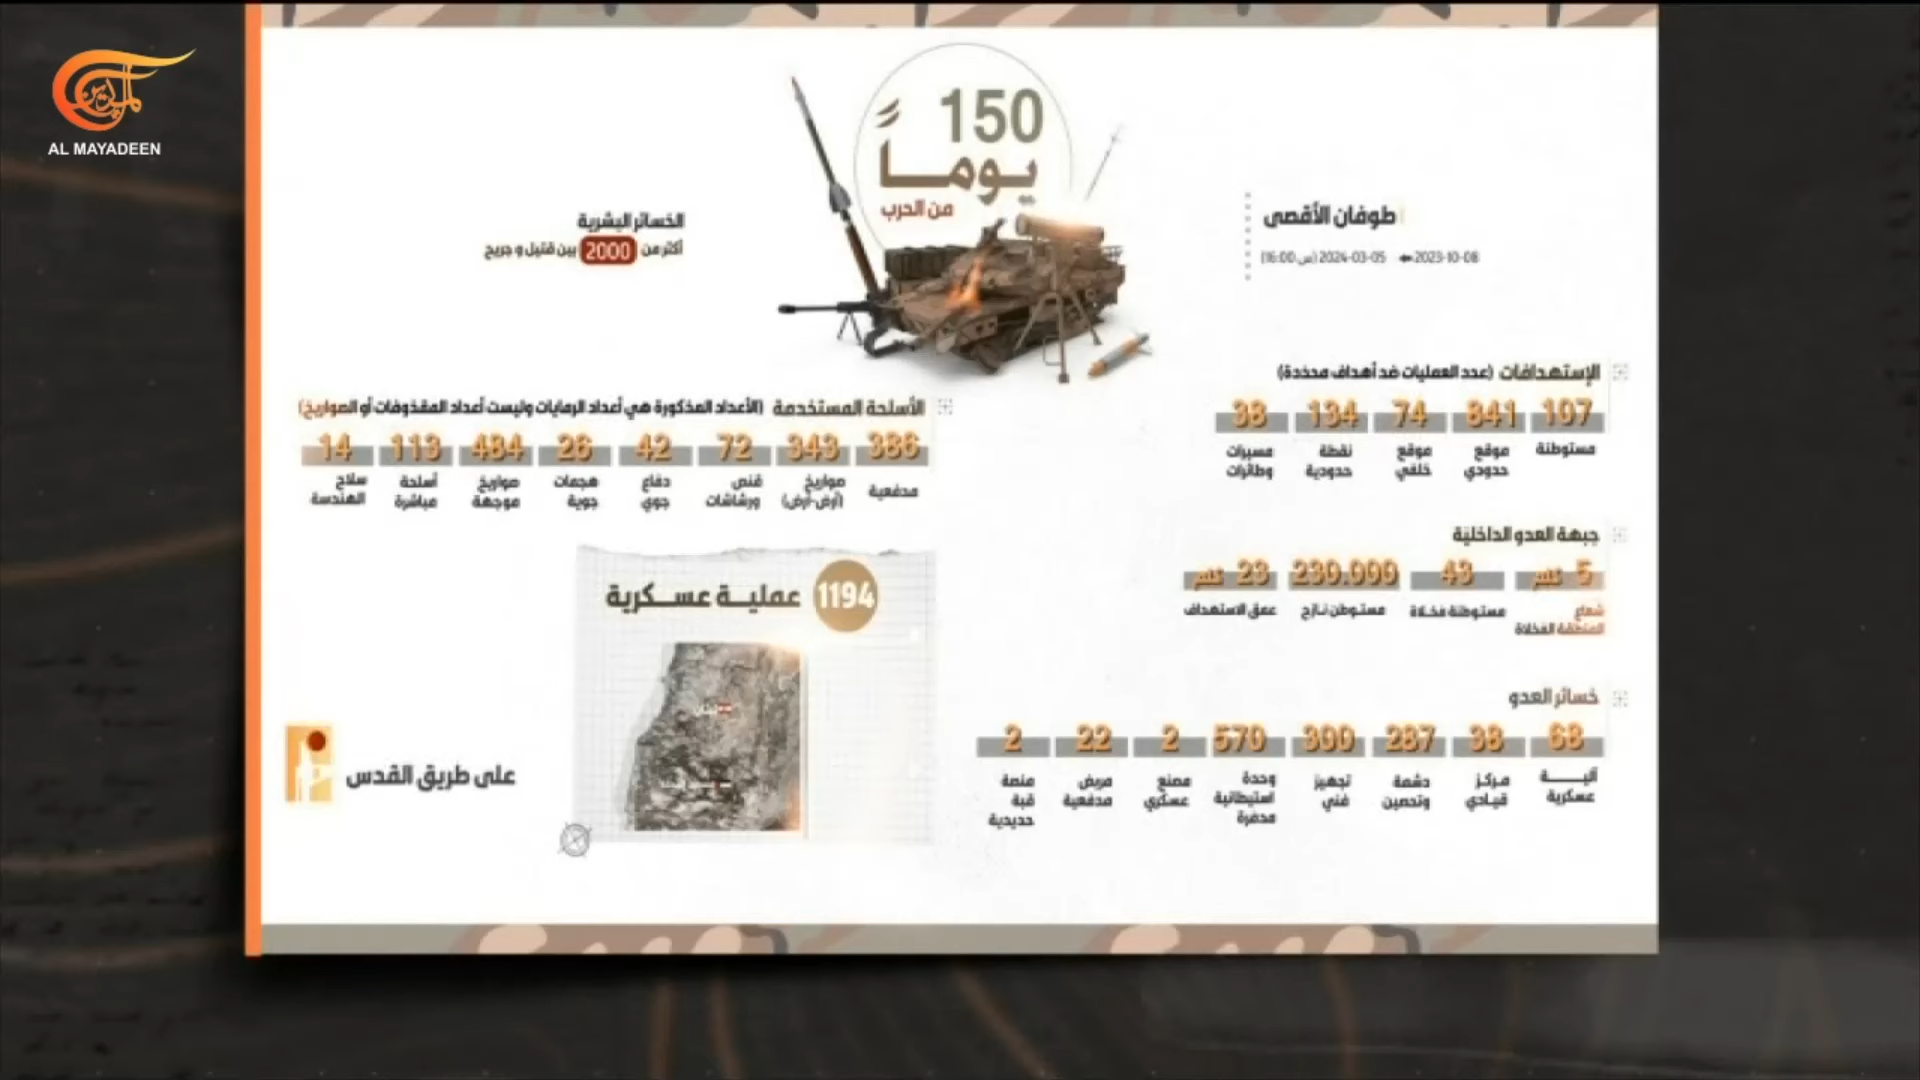 المیادین
AL MAYADEEN
150
يوماً
من الحرب
طوفان الأقصى
2023-10-08 ⬅ 2024-03-05 (س 16:00)
الخسائر البشرية
أكثر من 2000 بين قتيل و جريح
الإستهدافات (عدد العمليات ضد أهداف محددة)
107 841 74 134 38
مستوطنة
موقع حدودي
موقع خلفي
نقطة حدودية
مسيرات وطائرات
الأسلحة المستخدمة (الأعداد المذكورة هي أعداد الرمايات وليست أعداد المقذوفات أو الصواريخ)
386 343 72 42 26 484 113 14
مدفعية
صواريخ (أرض-أرض)
قنص ورشاشات
دفاع جوي
هجمات جوية
صواريخ موجهة
أسلحة مباشرة
سلاح الهندسة
جبهة العدو الداخلية
5 كلم 43 230.000 23 كلم
شعاع المنطقة المخلاة
مستوطنة مخلاة
مستوطن نازح
عمق الاستهداف
1194 عملية عسكرية
خسائر العدو
68 38 287 300 570 2 22 2
آلية عسكرية
مركز قيادي
دشمة وتحصين
تجهيز فني
وحدة استيطانية مدمرة
مصنع عسكري
مربض مدفعية
منصة قبة حديدية
على طريق القدس